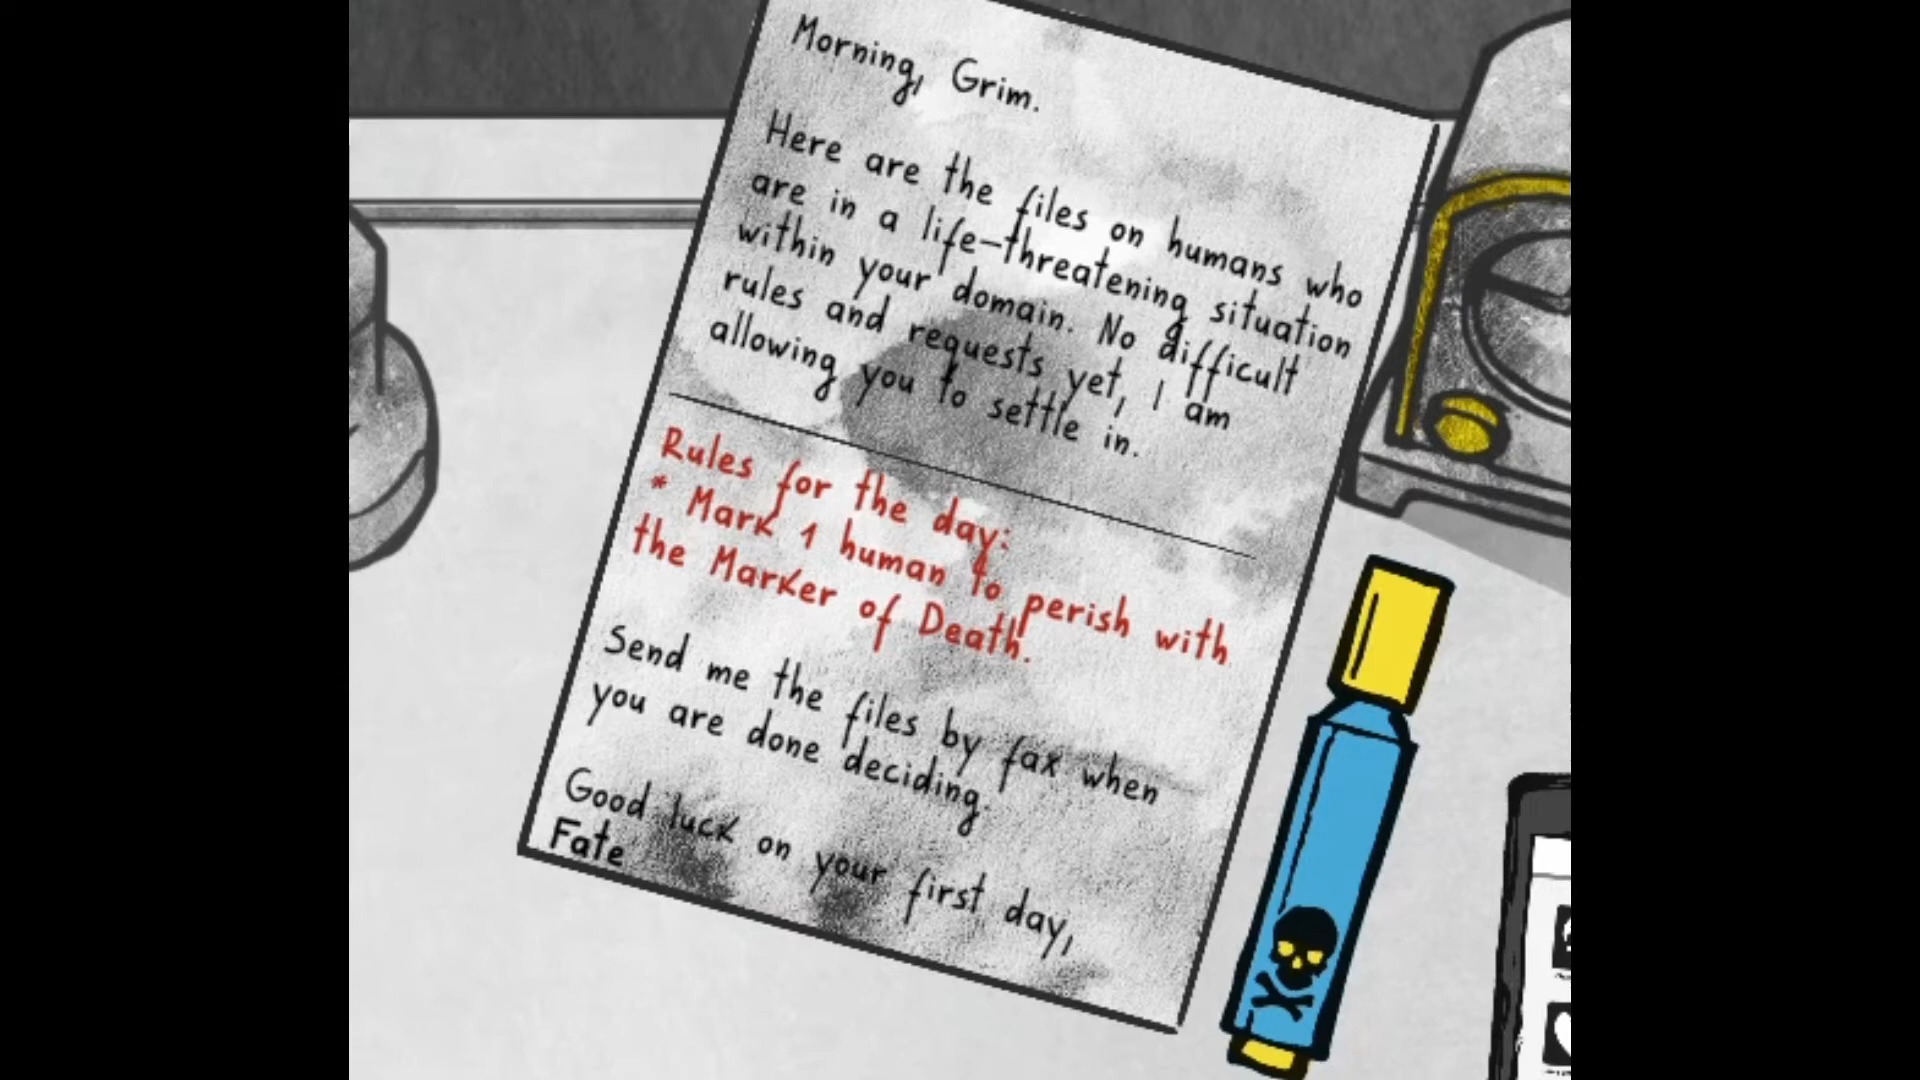 Morning, Grim.
Here are the files on humans who
are in a life-threatening situation
within your domain. No difficult
rules and requests yet, I am
allowing you to settle in.
Rules for the day:
* Mark 1 human to perish with
the Marker of Death.
Send me the files by fax when
you are done deciding.
Good luck on your first day,
Fate